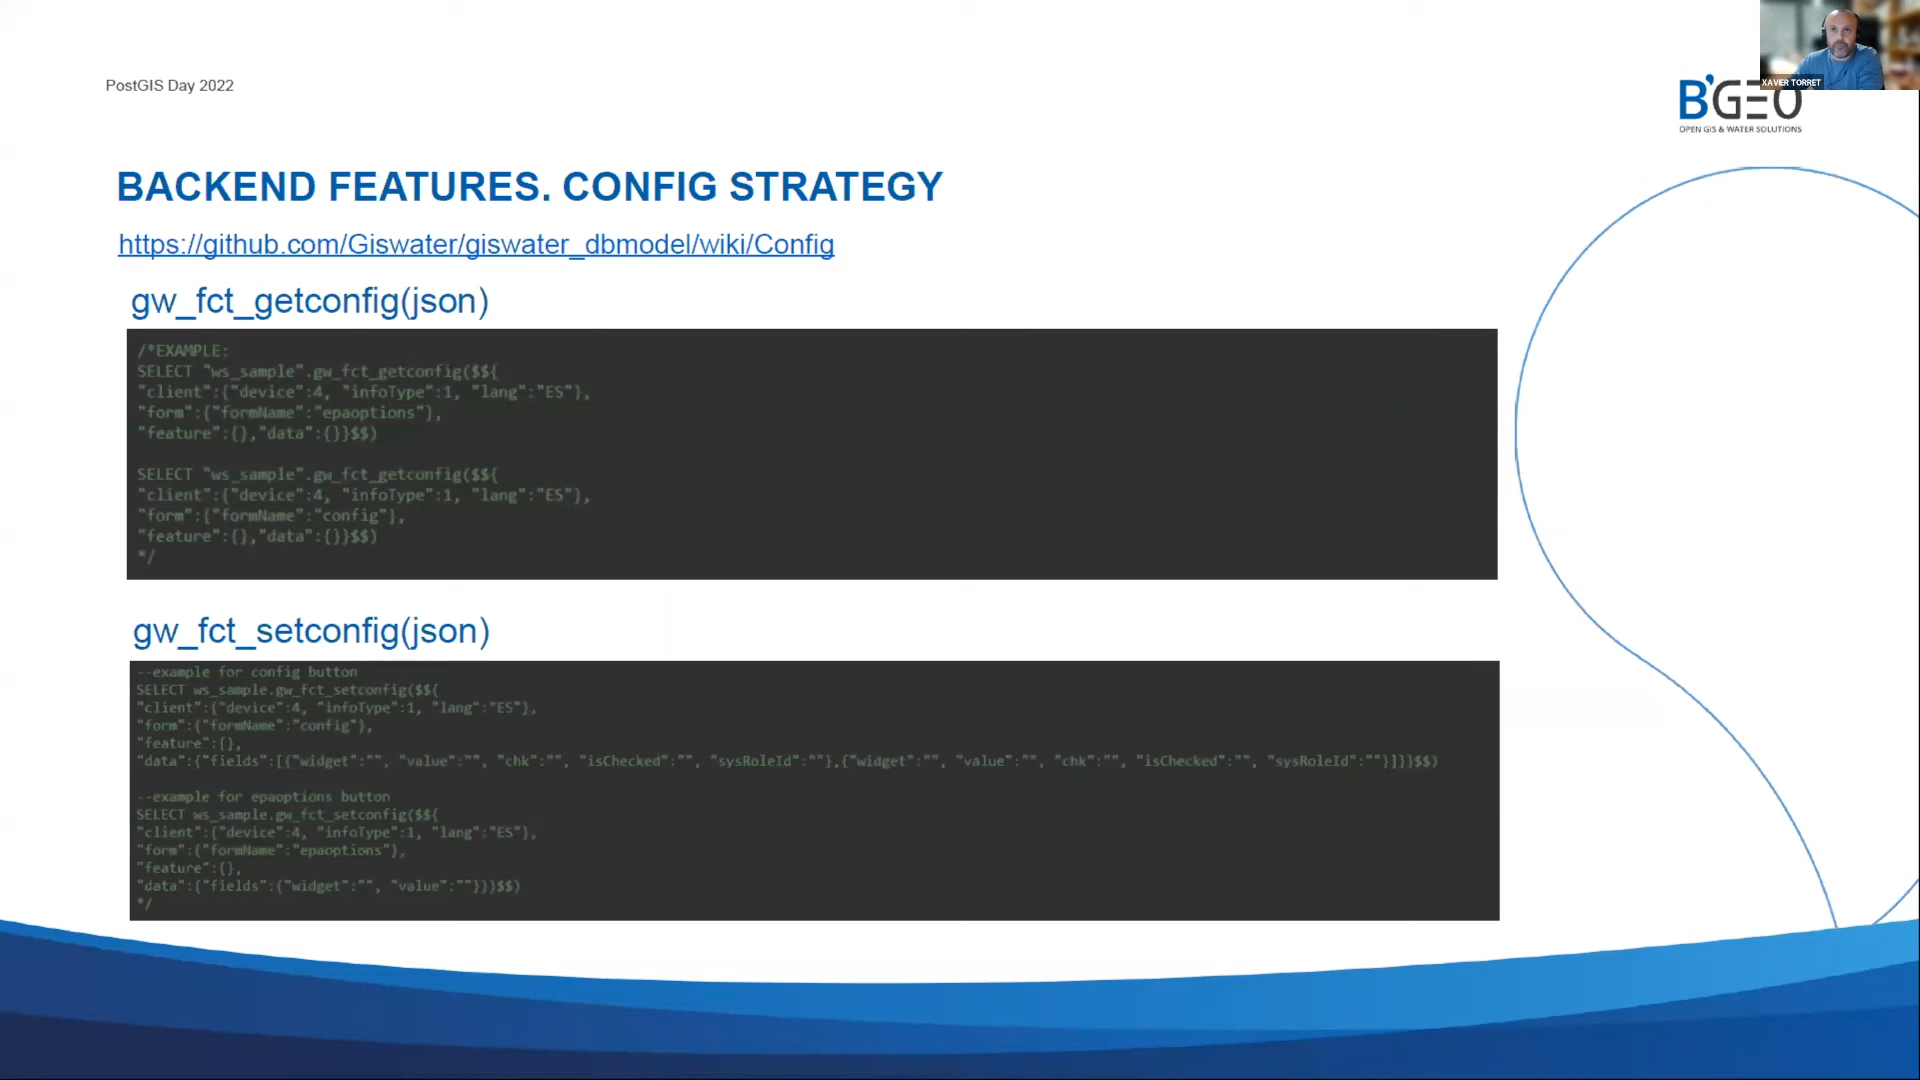 PostGIS Day 2022
XAVIER TORRET
B'GEO
OPEN GIS & WATER SOLUTIONS
BACKEND FEATURES. CONFIG STRATEGY
https://github.com/Giswater/giswater_dbmodel/wiki/Config
gw_fct_getconfig(json)
/*EXAMPLE:
SELECT "ws_sample".gw_fct_getconfig($${
"client":{"device":4, "infoType":1, "lang":"ES"},
"form":{"formName":"epaoptions"},
"feature":{},"data":{}}$$)
SELECT "ws_sample".gw_fct_getconfig($${
"client":{"device":4, "infoType":1, "lang":"ES"},
"form":{"formName":"config"},
"feature":{},"data":{}}$$)
*/
gw_fct_setconfig(json)
--example for config button
SELECT ws_sample.gw_fct_setconfig($${
"client":{"device":4, "infoType":1, "lang":"ES"},
"form":{"formName":"config"},
"feature":{},
"data":{"fields":[{"widget":"", "value":"", "chk":"", "isChecked":"", "sysRoleId":""},{"widget":"", "value":"", "chk":"", "isChecked":"", "sysRoleId":""}]}}$$)
--example for epaoptions button
SELECT ws_sample.gw_fct_setconfig($${
"client":{"device":4, "infoType":1, "lang":"ES"},
"form":{"formName":"epaoptions"},
"feature":{},
"data":{"fields":{"widget":"", "value":""}}}$$)
*/